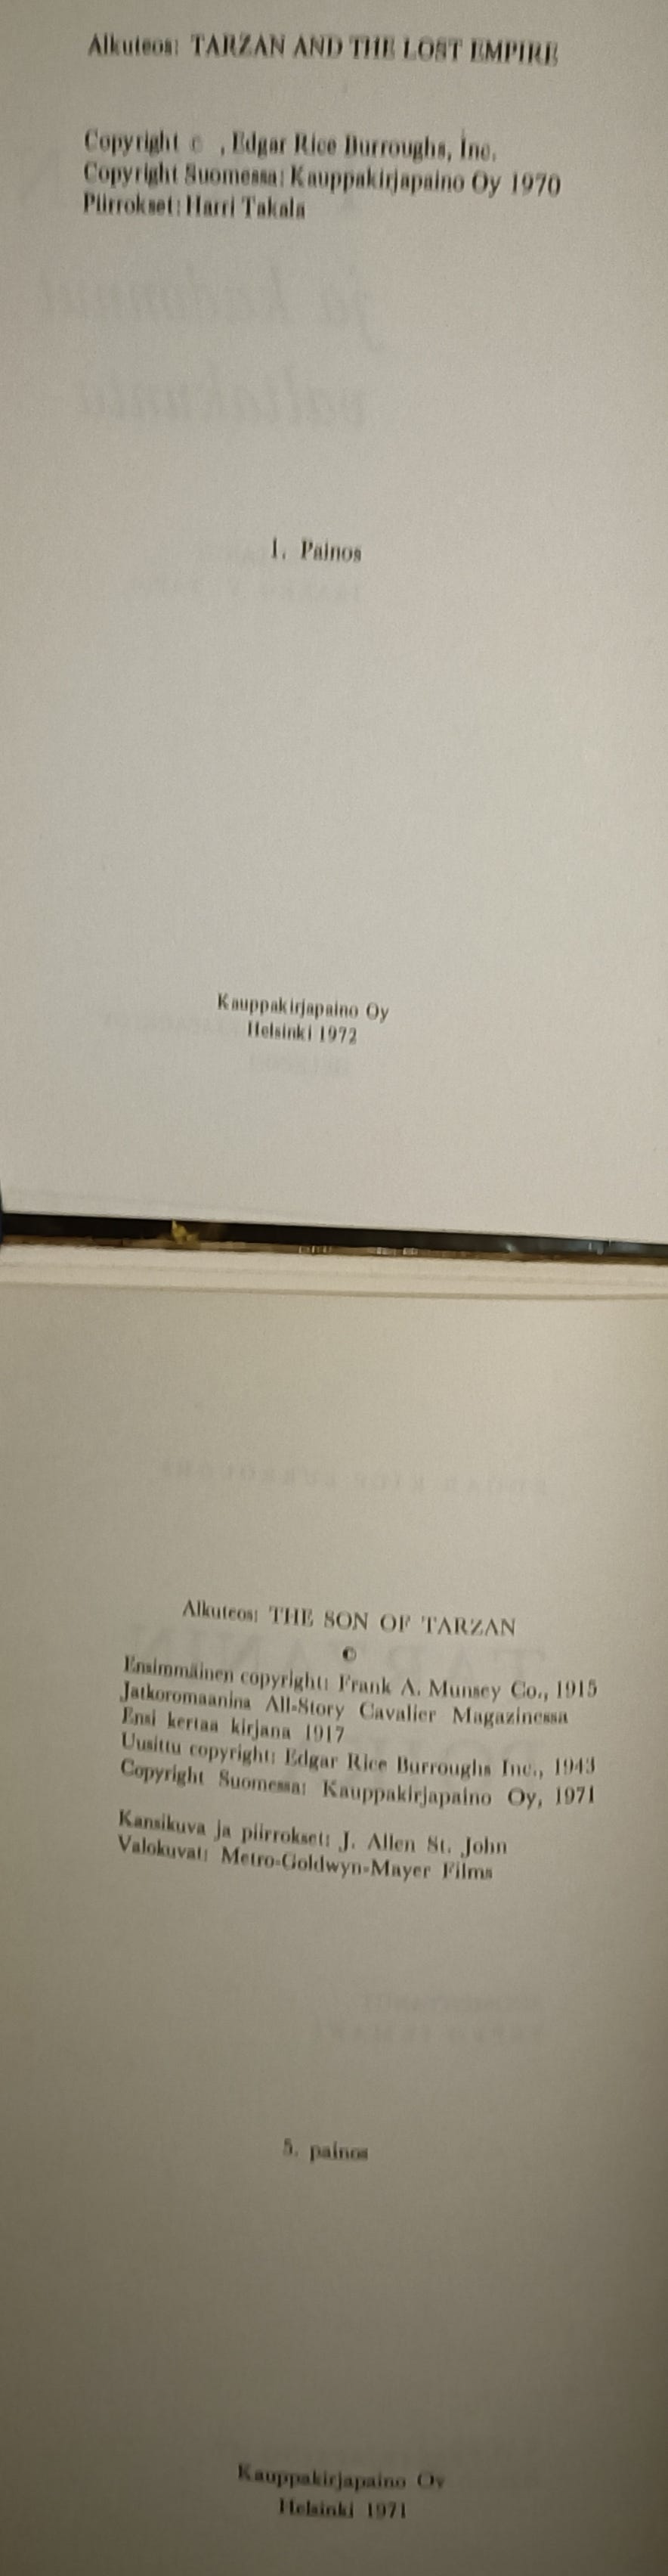 Alkuteos: TARZAN AND THE LOST EMPIRE
Copyright c , Edgar Rice Burroughs, Inc.
Copyright Suomessa: Kauppakirjapaino Oy 1970
Piirrokset: Harri Takala
ja kadonnut
valtakunta
1. Painos
Kauppakirjapaino Oy
Helsinki 1972
Alkuteos: THE SON OF TARZAN
©
Ensimmäinen copyright: Frank A. Munsey Co., 1915
Jatkoromaanina All-Story Cavalier Magazinessa
Ensi kertaa kirjana 1917
Uusittu copyright: Edgar Rice Burroughs Inc., 1943
Copyright Suomessa: Kauppakirjapaino Oy, 1971
Kansikuva ja piirrokset: J. Allen St. John
Valokuvat: Metro-Goldwyn-Mayer Films
5. painos
Kauppakirjapaino Oy
Helsinki 1971